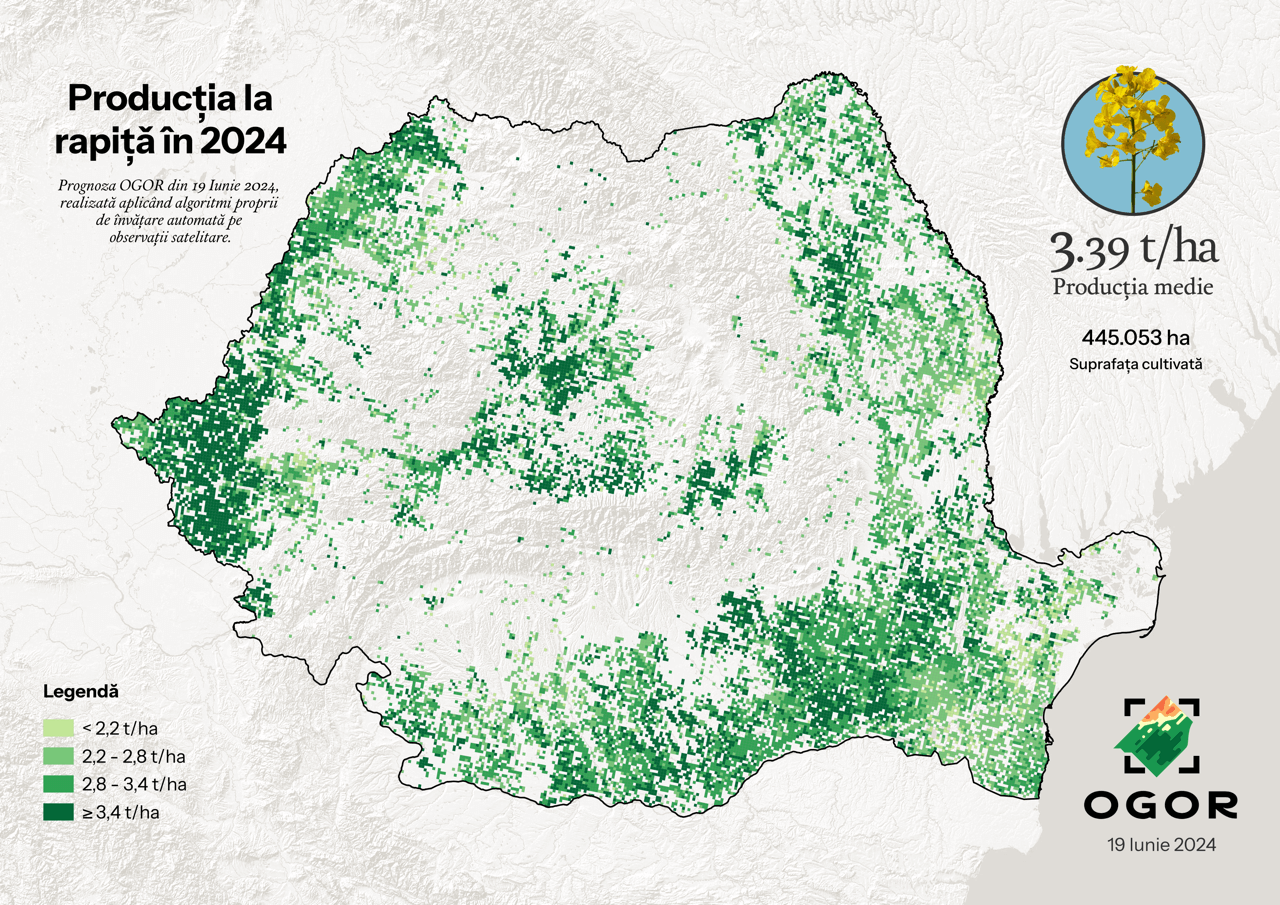 Producția la
rapiță în 2024
Prognoza OGOR din 19 Iunie 2024,
realizată aplicând algoritmi proprii
de învățare automată pe
observații satelitare.
3.39 t/ha
Producția medie
445.053 ha
Suprafața cultivată
Legendă
< 2,2 t/ha
2,2 - 2,8 t/ha
2,8 - 3,4 t/ha
≥ 3,4 t/ha
OGOR
19 Iunie 2024